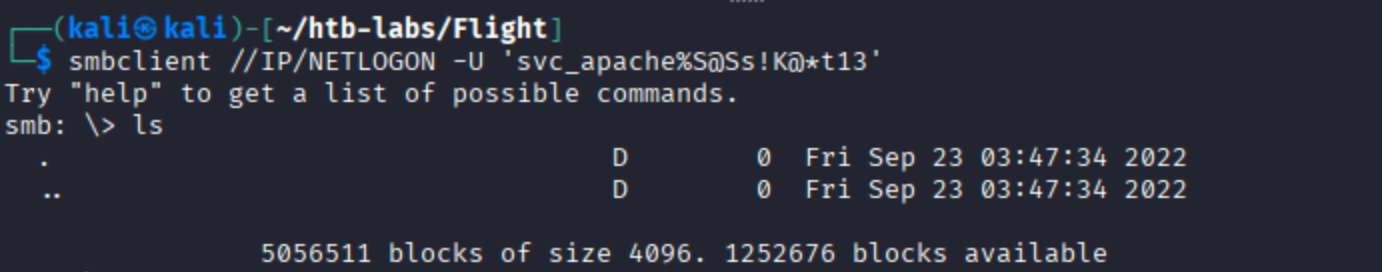 ┌──(kali㉿kali)-[~/htb-labs/Flight]
└─$ smbclient //IP/NETLOGON -U 'svc_apache%S@Ss!K@*t13'
Try "help" to get a list of possible commands.
smb: \> ls
  .                                   D        0  Fri Sep 23 03:47:34 2022
  ..                                  D        0  Fri Sep 23 03:47:34 2022
5056511 blocks of size 4096. 1252676 blocks available